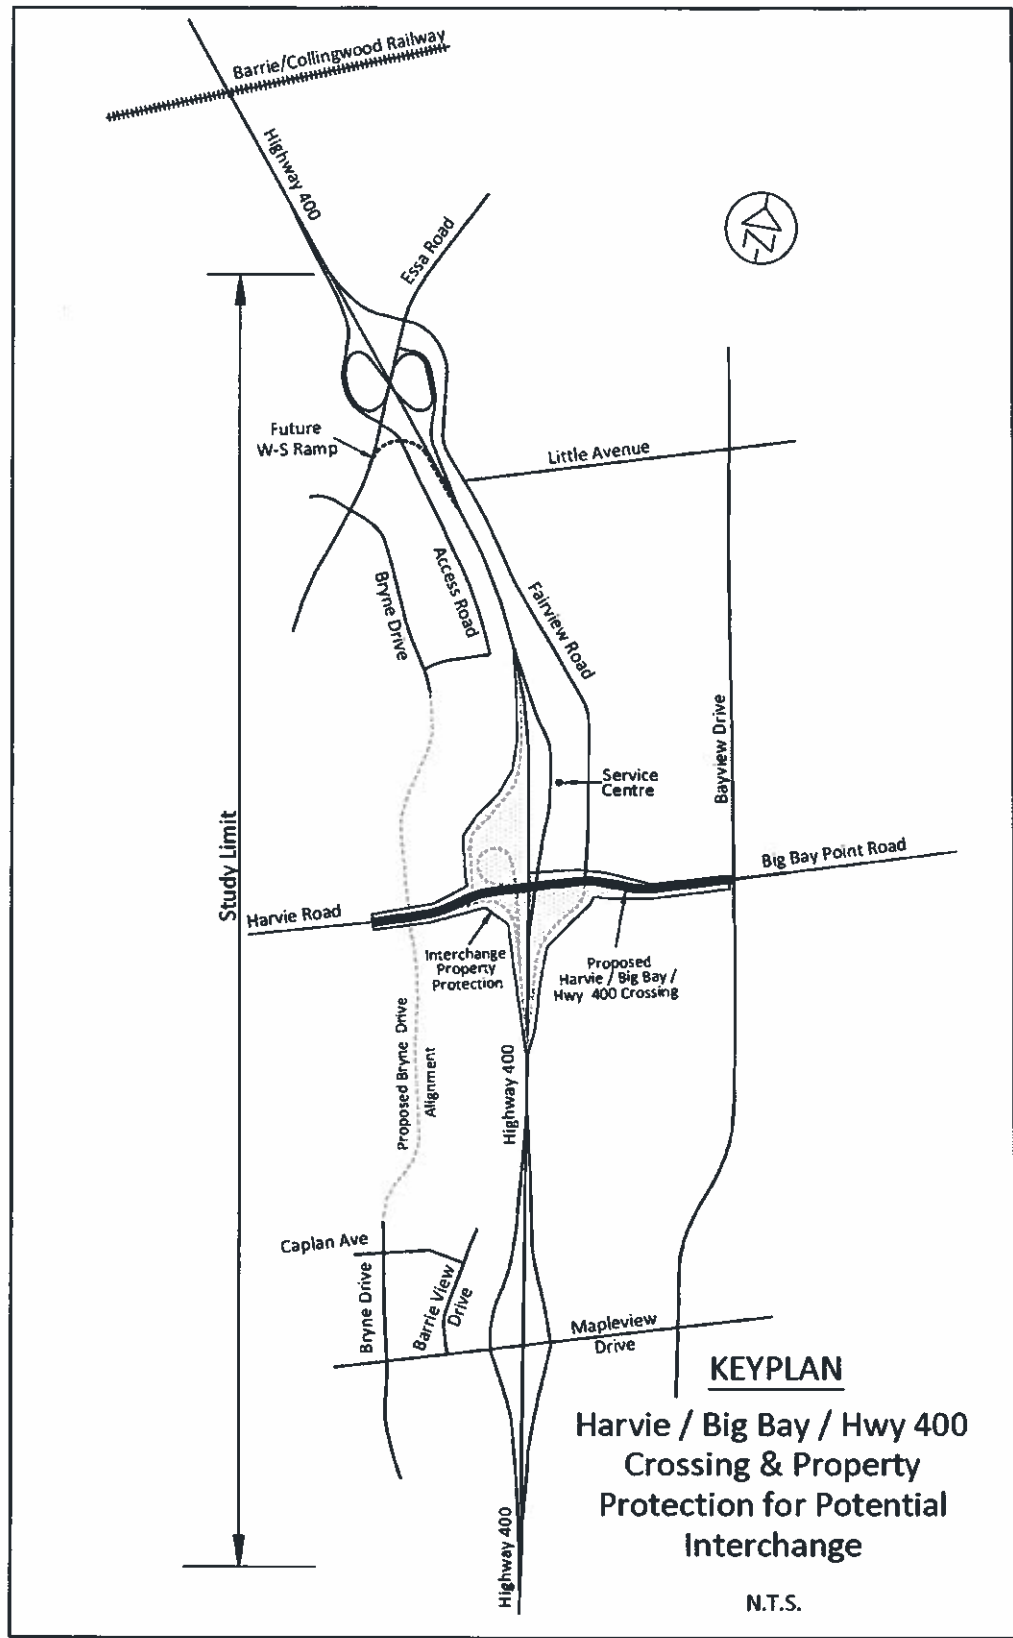 Barrie/Collingwood Railway
Highway 400
Essa Road
Future
W-S Ramp
Little Avenue
Access Road
Bryne Drive
Fairview Road
Bayview Drive
Service
Centre
Study Limit
Big Bay Point Road
Harvie Road
Interchange
Property
Protection
Proposed
Harvie / Big Bay /
Hwy 400 Crossing
Proposed Bryne Drive
Alignment
Highway 400
Caplan Ave
Bryne Drive
Barrie View
Drive
Mapleview
Drive
Highway 400
KEYPLAN
Harvie / Big Bay / Hwy 400
Crossing & Property
Protection for Potential
Interchange
N.T.S.
N